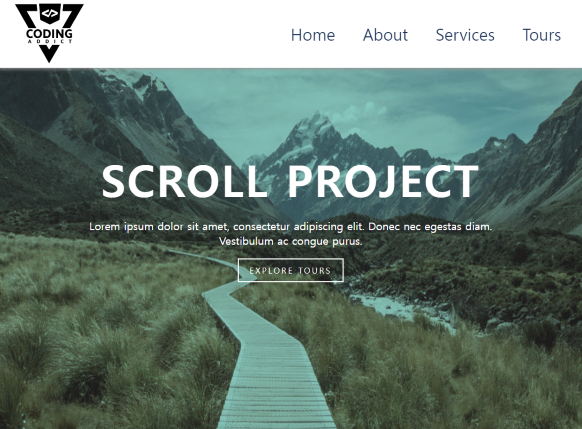 CODING
ADDICT
Home About Services Tours
SCROLL PROJECT
Lorem ipsum dolor sit amet, consectetur adipiscing elit. Donec nec egestas diam.
Vestibulum ac congue purus.
EXPLORE TOURS